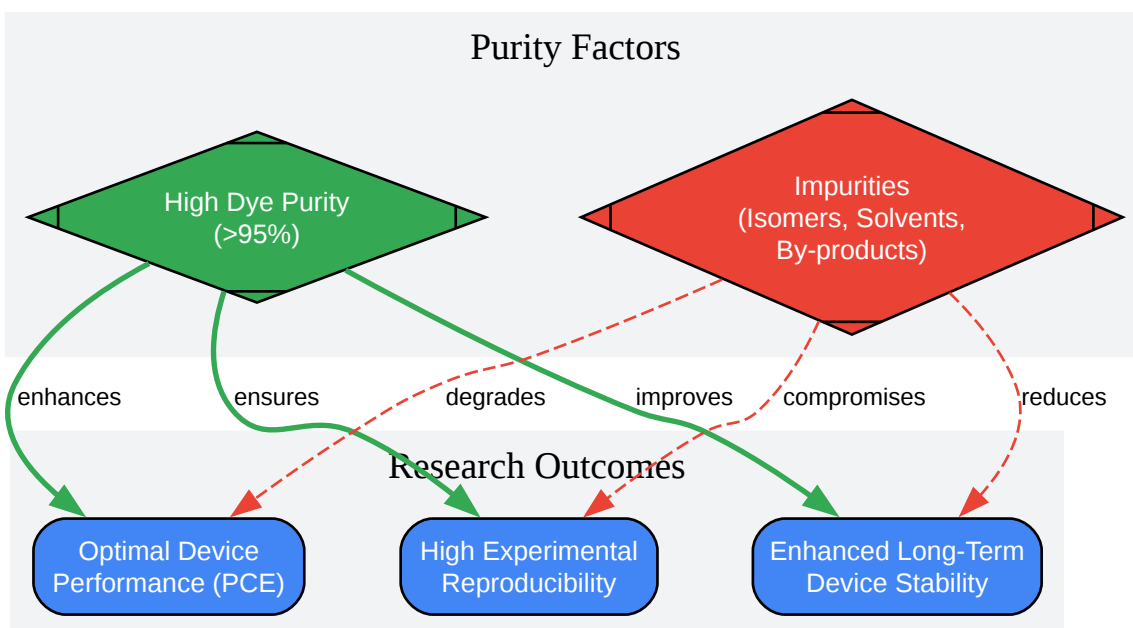 Purity Factors
High Dye Purity
(>95%)
Impurities
(Isomers, Solvents,
By-products)
enhances
ensures
degrades
improves
compromises
reduces
Research Outcomes
Optimal Device
Performance (PCE)
High Experimental
Reproducibility
Enhanced Long-Term
Device Stability